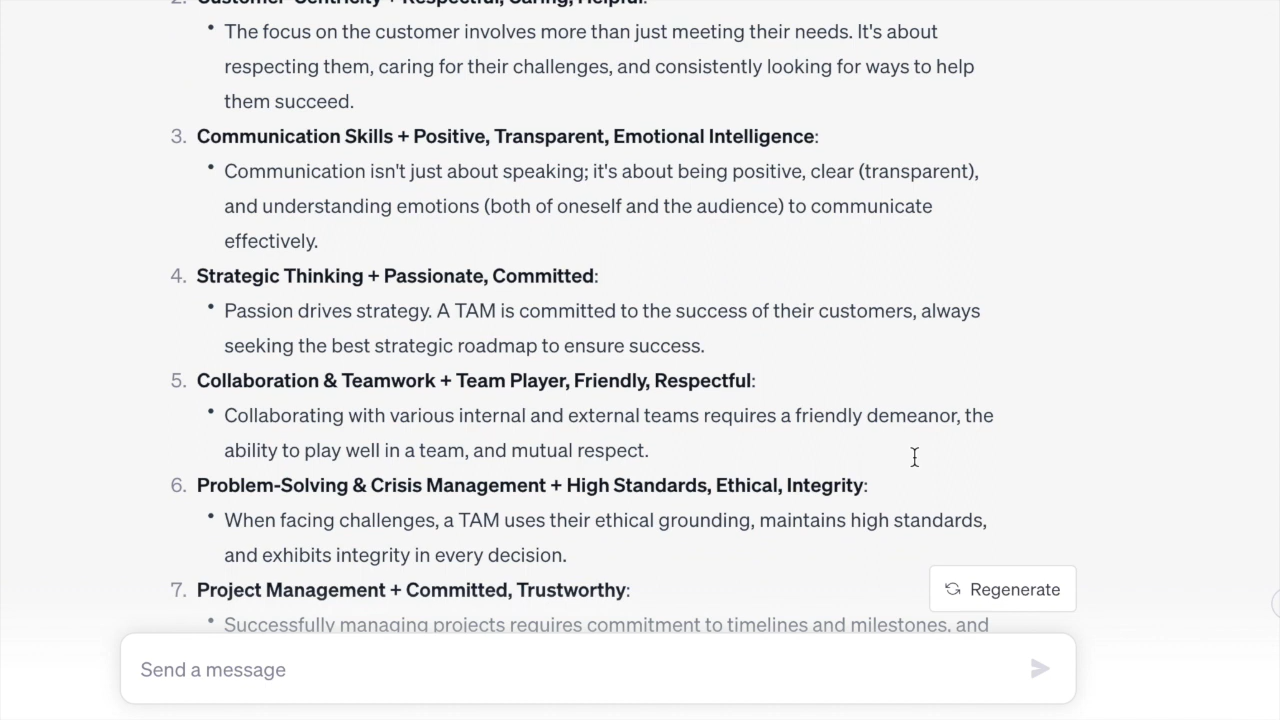 2. Customer-Centricity + Respectful, Caring, Helpful:
• The focus on the customer involves more than just meeting their needs. It's about
respecting them, caring for their challenges, and consistently looking for ways to help
them succeed.
3. Communication Skills + Positive, Transparent, Emotional Intelligence:
• Communication isn't just about speaking; it's about being positive, clear (transparent),
and understanding emotions (both of oneself and the audience) to communicate
effectively.
4. Strategic Thinking + Passionate, Committed:
• Passion drives strategy. A TAM is committed to the success of their customers, always
seeking the best strategic roadmap to ensure success.
5. Collaboration & Teamwork + Team Player, Friendly, Respectful:
• Collaborating with various internal and external teams requires a friendly demeanor, the
ability to play well in a team, and mutual respect.
6. Problem-Solving & Crisis Management + High Standards, Ethical, Integrity:
• When facing challenges, a TAM uses their ethical grounding, maintains high standards,
and exhibits integrity in every decision.
7. Project Management + Committed, Trustworthy:
• Successfully managing projects requires commitment to timelines and milestones, and
Regenerate
Send a message